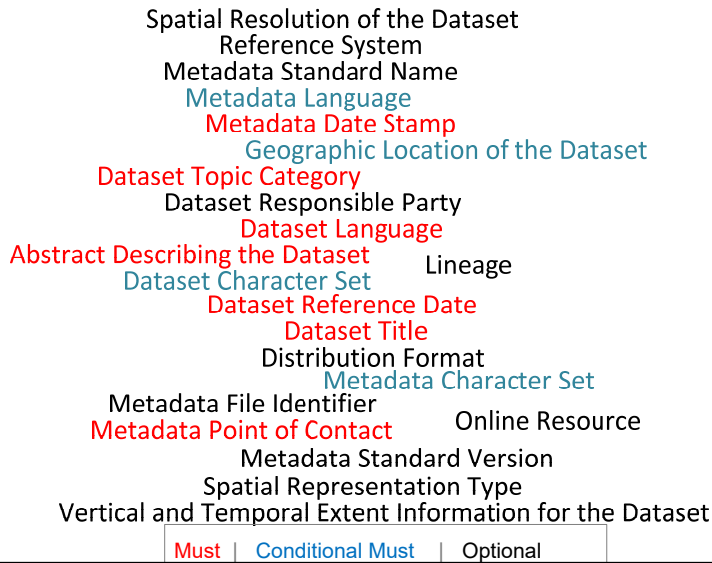 Spatial Resolution of the Dataset
Reference System
Metadata Standard Name
Metadata Language
Metadata Date Stamp
Geographic Location of the Dataset
Dataset Topic Category
Dataset Responsible Party
Dataset Language
Abstract Describing the Dataset
Lineage
Dataset Character Set
Dataset Reference Date
Dataset Title
Distribution Format
Metadata Character Set
Metadata File Identifier
Online Resource
Metadata Point of Contact
Metadata Standard Version
Spatial Representation Type
Vertical and Temporal Extent Information for the Dataset
Must | Conditional Must | Optional